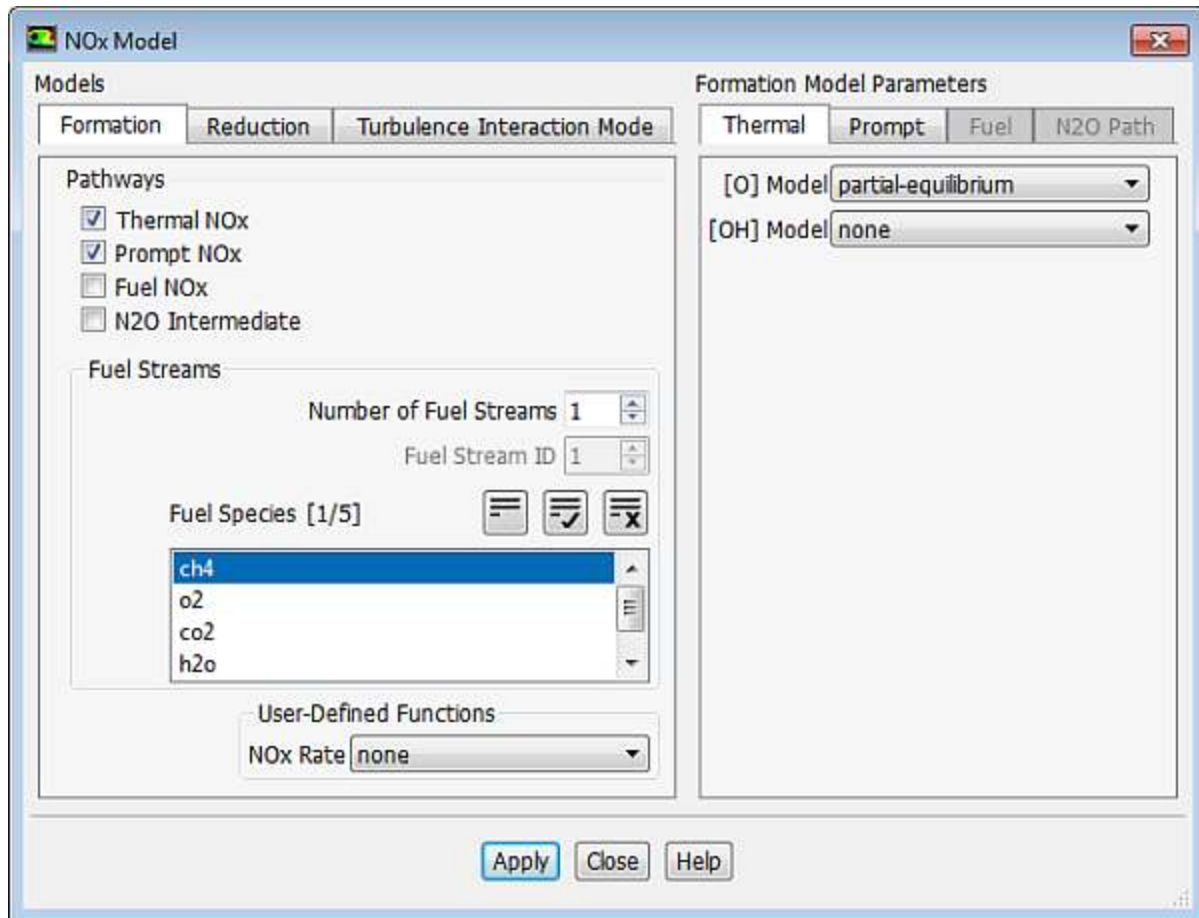 NOx Model
Models
Formation Reduction Turbulence Interaction Mode
Pathways
Thermal NOx
Prompt NOx
Fuel NOx
N2O Intermediate
Fuel Streams
Number of Fuel Streams 1
Fuel Stream ID 1
Fuel Species [1/5]
ch4
o2
co2
h2o
User-Defined Functions
NOx Rate none
Formation Model Parameters
Thermal Prompt Fuel N2O Path
[O] Model partial-equilibrium
[OH] Model none
Apply Close Help